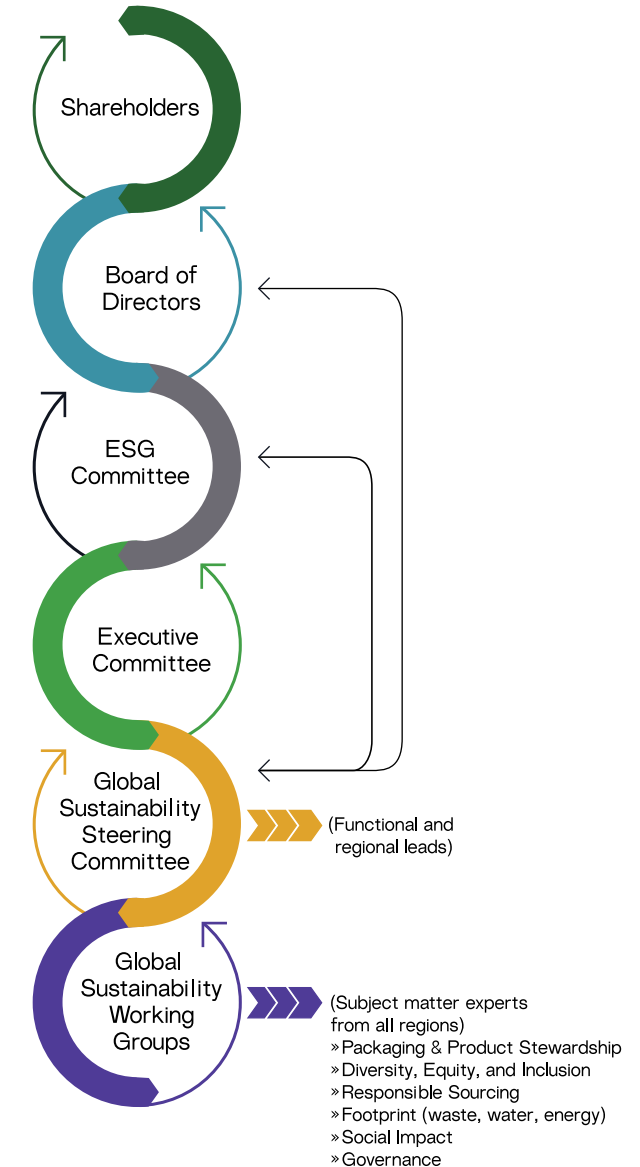 Shareholders
Board of
Directors
ESG
Committee
Executive
Committee
Global
Sustainability
Steering
Committee
(Functional and
regional leads)
Global
Sustainability
Working
Groups
(Subject matter experts
from all regions)
»Packaging & Product Stewardship
»Diversity, Equity, and Inclusion
»Responsible Sourcing
»Footprint (waste, water, energy)
»Social Impact
»Governance